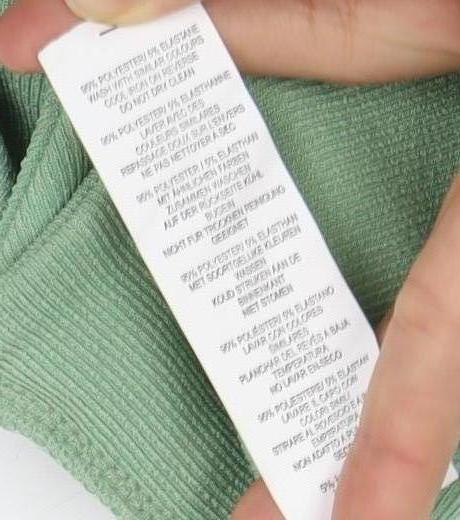 95% POLYESTER/ 5% ELASTANE
WASH WITH SIMILAR COLOURS
COOL IRON ON REVERSE
DO NOT DRY CLEAN
95% POLYESTER / 5% ELASTHANNE
LAVER AVEC DES
COULEURS SIMILAIRES
REPASSAGE DOUX SUR L'ENVERS
NE PAS NETTOYER A SEC
95% POLYESTER / 5% ELASTHAN
MIT ÄHNLICHEN FARBEN
ZUSAMMEN WASCHEN
AUF DER RÜCKSEITE KÜHL
BÜGELN
NICHT FUR TROCKNEN REINIGUNG
GEEIGNET
95% POLYESTER/ 5% ELASTHAN
MET SOORTGELIJKE KLEUREN
WASSEN
KOUD STRIJKEN AAN DE
BINNENKANT
NIET STOMEN
95% POLIÉSTER/ 5% ELASTANO
LAVAR CON COLORES
SIMILARES
PLANCHAR DEL REVÉS A BAJA
TEMPERATURA
NO LAVAR EN SECO
95% POLIESTERE/ 5% ELASTAN
LAVARE IL CAPO CON
COLORI SIMILI
STIRARE AL ROVESCIO E A
TEMPERATURA
NON ADATTO A
5%